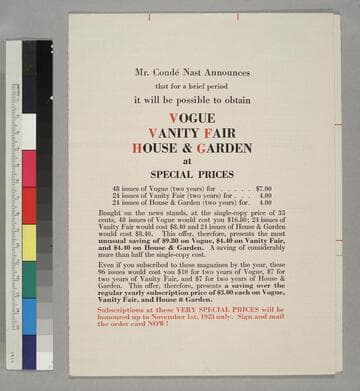 Mr. Condé Nast Announces
that for a brief period
it will be possible to obtain
VOGUE
VANITY FAIR
HOUSE & GARDEN
at
SPECIAL PRICES
48 issues of Vogue (two years) for . . . . . . $7.00
24 issues of Vanity Fair (two years) for . . . 4.00
24 issues of House & Garden (two years) for. 4.00
Bought on the news stands, at the single-copy price of 35
cents, 48 issues of Vogue would cost you $16.80; 24 issues of
Vanity Fair would cost $8.40 and 24 issues of House & Garden
would cost $8.40. This offer, therefore, presents the most
unusual saving of $9.80 on Vogue, $4.40 on Vanity Fair,
and $4.40 on House & Garden. A saving of considerably
more than half the single-copy cost.
Even if you subscribed to these magazines by the year, these
96 issues would cost you $10 for two years of Vogue, $7 for
two years of Vanity Fair, and $7 for two years of House &
Garden. This offer, therefore, presents a saving over the
regular yearly subscription price of $3.00 each on Vogue,
Vanity Fair, and House & Garden.
Subscriptions at these VERY SPECIAL PRICES will be
honoured up to November 1st, 1923 only. Sign and mail
the order card NOW!